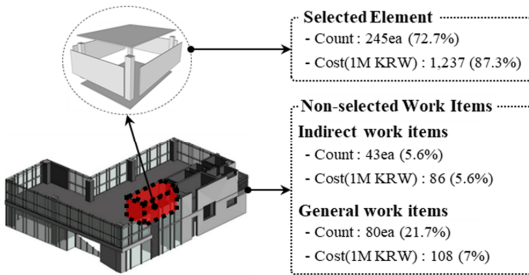 Selected Element
- Count : 245ea (72.7%)
- Cost(1M KRW) : 1,237 (87.3%)
Non-selected Work Items
Indirect work items
- Count : 43ea (5.6%)
- Cost(1M KRW) : 86 (5.6%)
General work items
- Count : 80ea (21.7%)
- Cost(1M KRW) : 108 (7%)